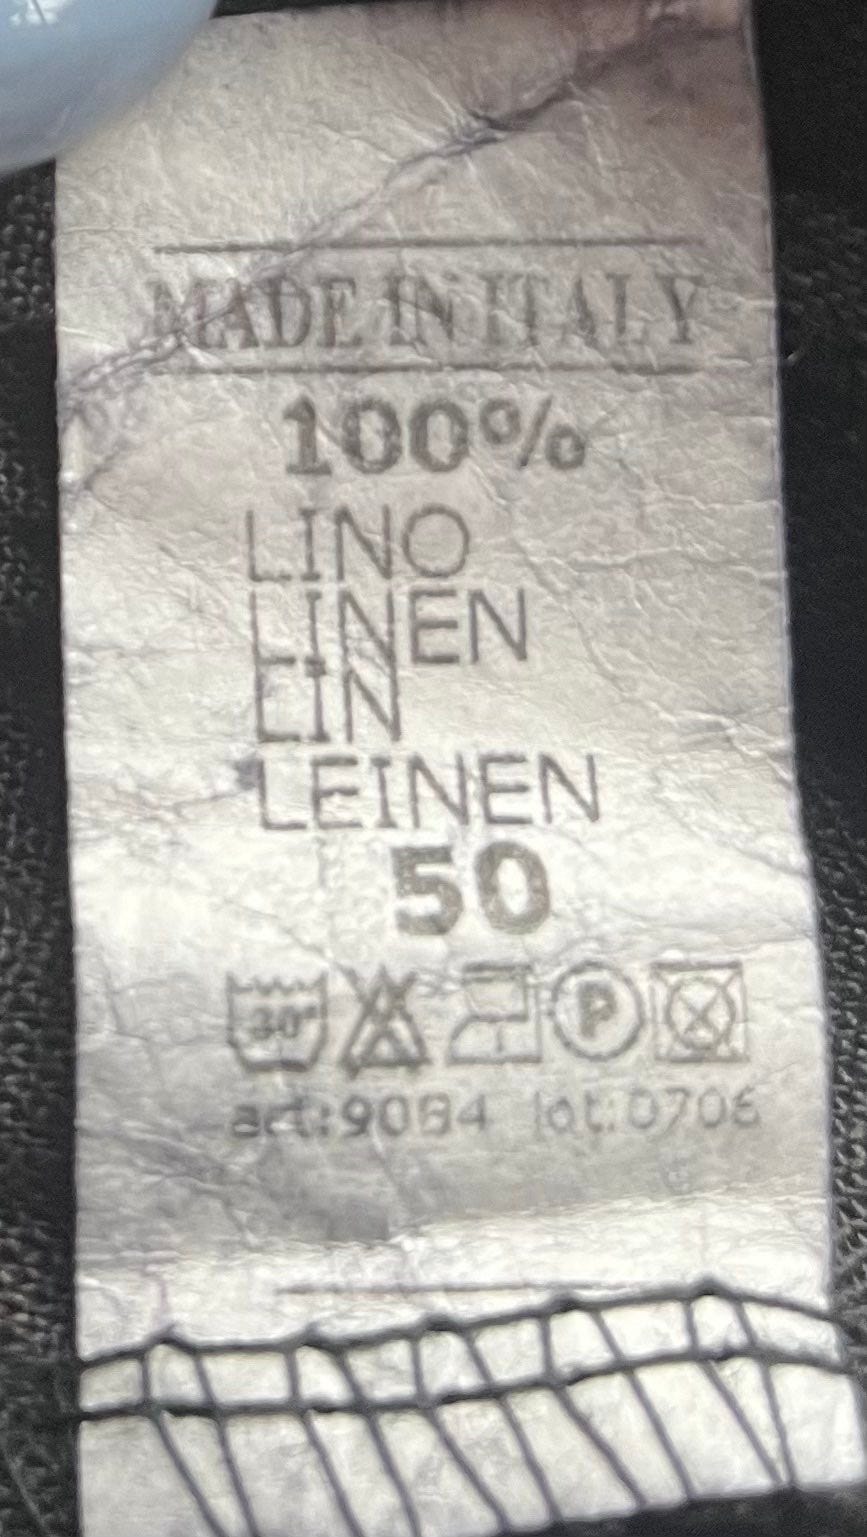 MADE IN ITALY
100%
LINO
LINEN
LIN
LEINEN
50
30° P
art:9084 lot:0706